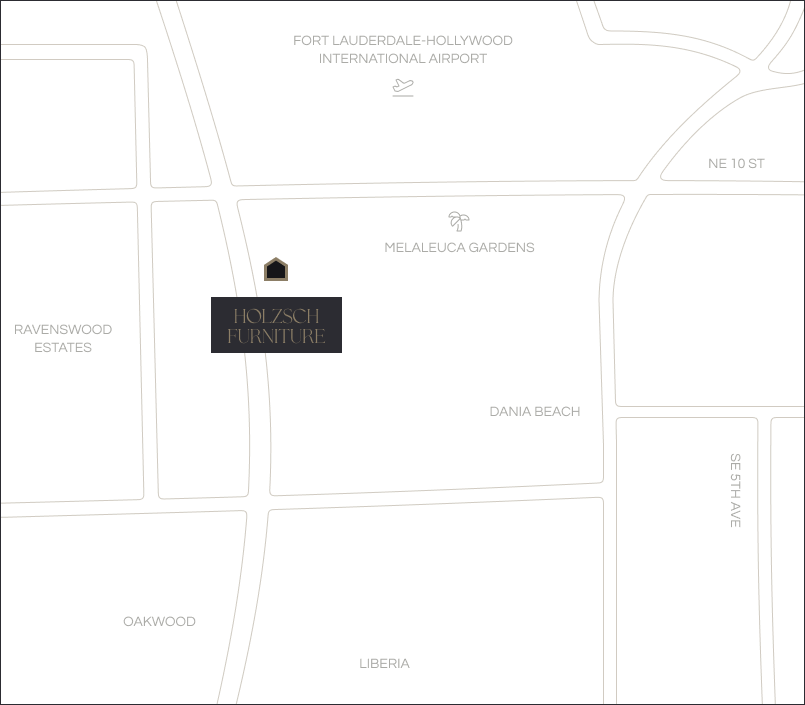 FORT LAUDERDALE-HOLLYWOOD
INTERNATIONAL AIRPORT
NE 10 ST
MELALEUCA GARDENS
HOLZSCH
FURNITURE
RAVENSWOOD
ESTATES
DANIA BEACH
SE 5TH AVE
OAKWOOD
LIBERIA